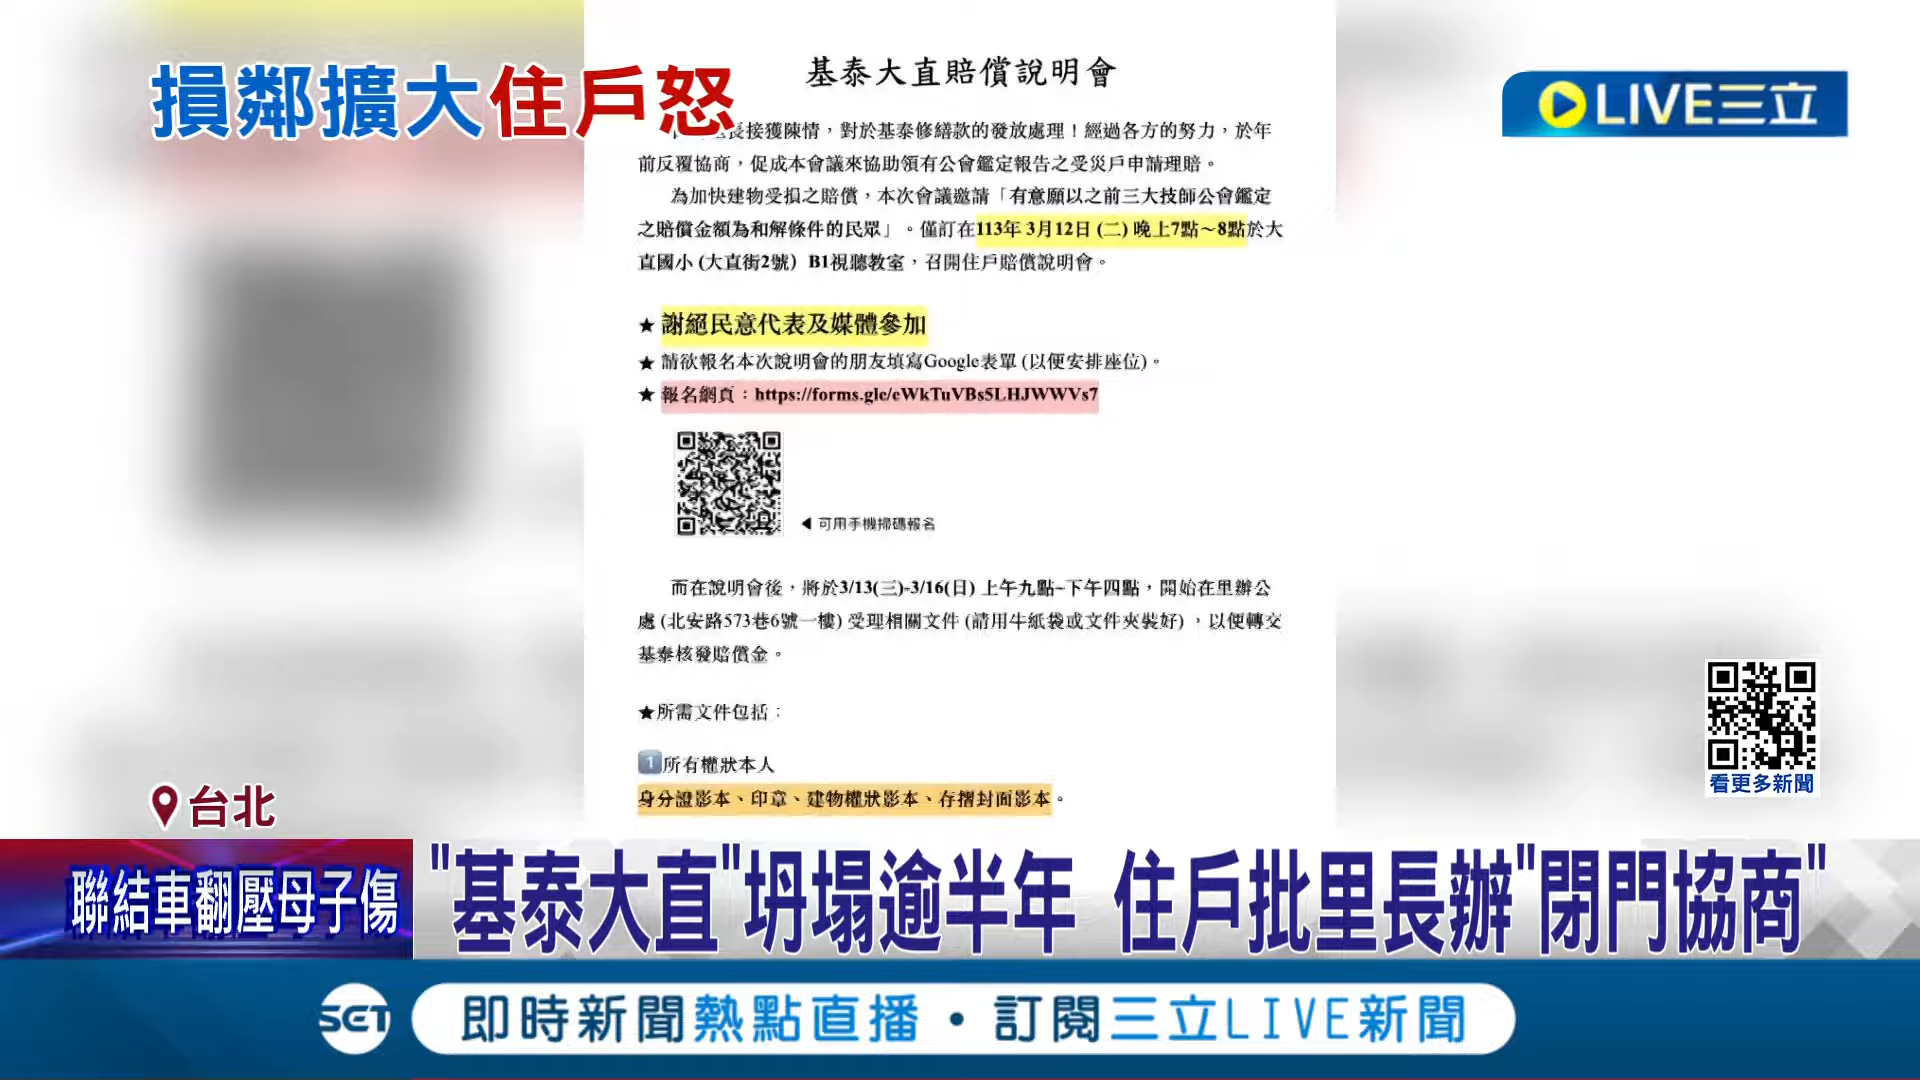 損鄰擴大住戶怒
LIVE三立
基泰大直賠償說明會
長接獲陳情，對於基泰修繕款的發放處理！經過各方的努力，於年
前反覆協商，促成本會議來協助領有公會鑑定報告之受災戶申請理賠。
為加快建物受損之賠償，本次會議邀請「有意願以之前三大技師公會鑑定
之賠償金額為和解條件的民眾」。僅訂在113年 3月12日 (二) 晚上7點～8點於大
直國小 (大直街2號）B1視聽教室，召開住戶賠償說明會。
★ 謝絕民意代表及媒體參加
★ 請欲報名本次說明會的朋友填寫Google表單 (以便安排座位)。
★ 報名網頁：https://forms.gle/eWkTuVBs5LHJWWVs7
◀ 可用手機掃碼報名
而在說明會後，將於3/13(三)-3/16(日) 上午九點~下午四點，開始在里辦公
處 (北安路573巷6號一樓) 受理相關文件 (請用牛紙袋或文件夾裝好) ，以便轉交
基泰核發賠償金。
★所需文件包括：
1所有權狀本人
身分證影本、印章、建物權狀影本、存摺封面影本。
看更多新聞
台北
聯結車翻壓母子傷
"基泰大直"坍塌逾半年 住戶批里長辦"閉門協商"
SET 即時新聞熱點直播・訂閱三立LIVE新聞